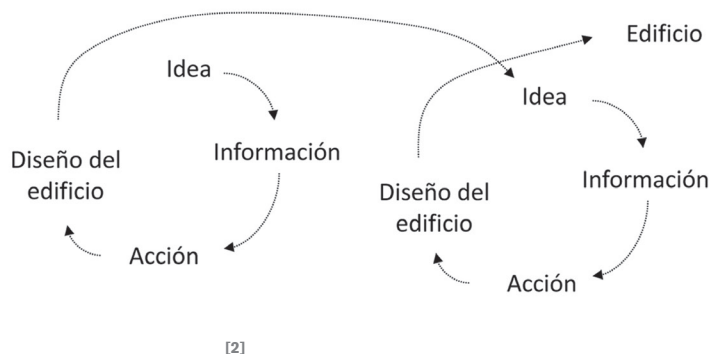 Idea
Información
Acción
Diseño del
edificio
Idea
Información
Acción
Diseño del
edificio
Edificio
[2]